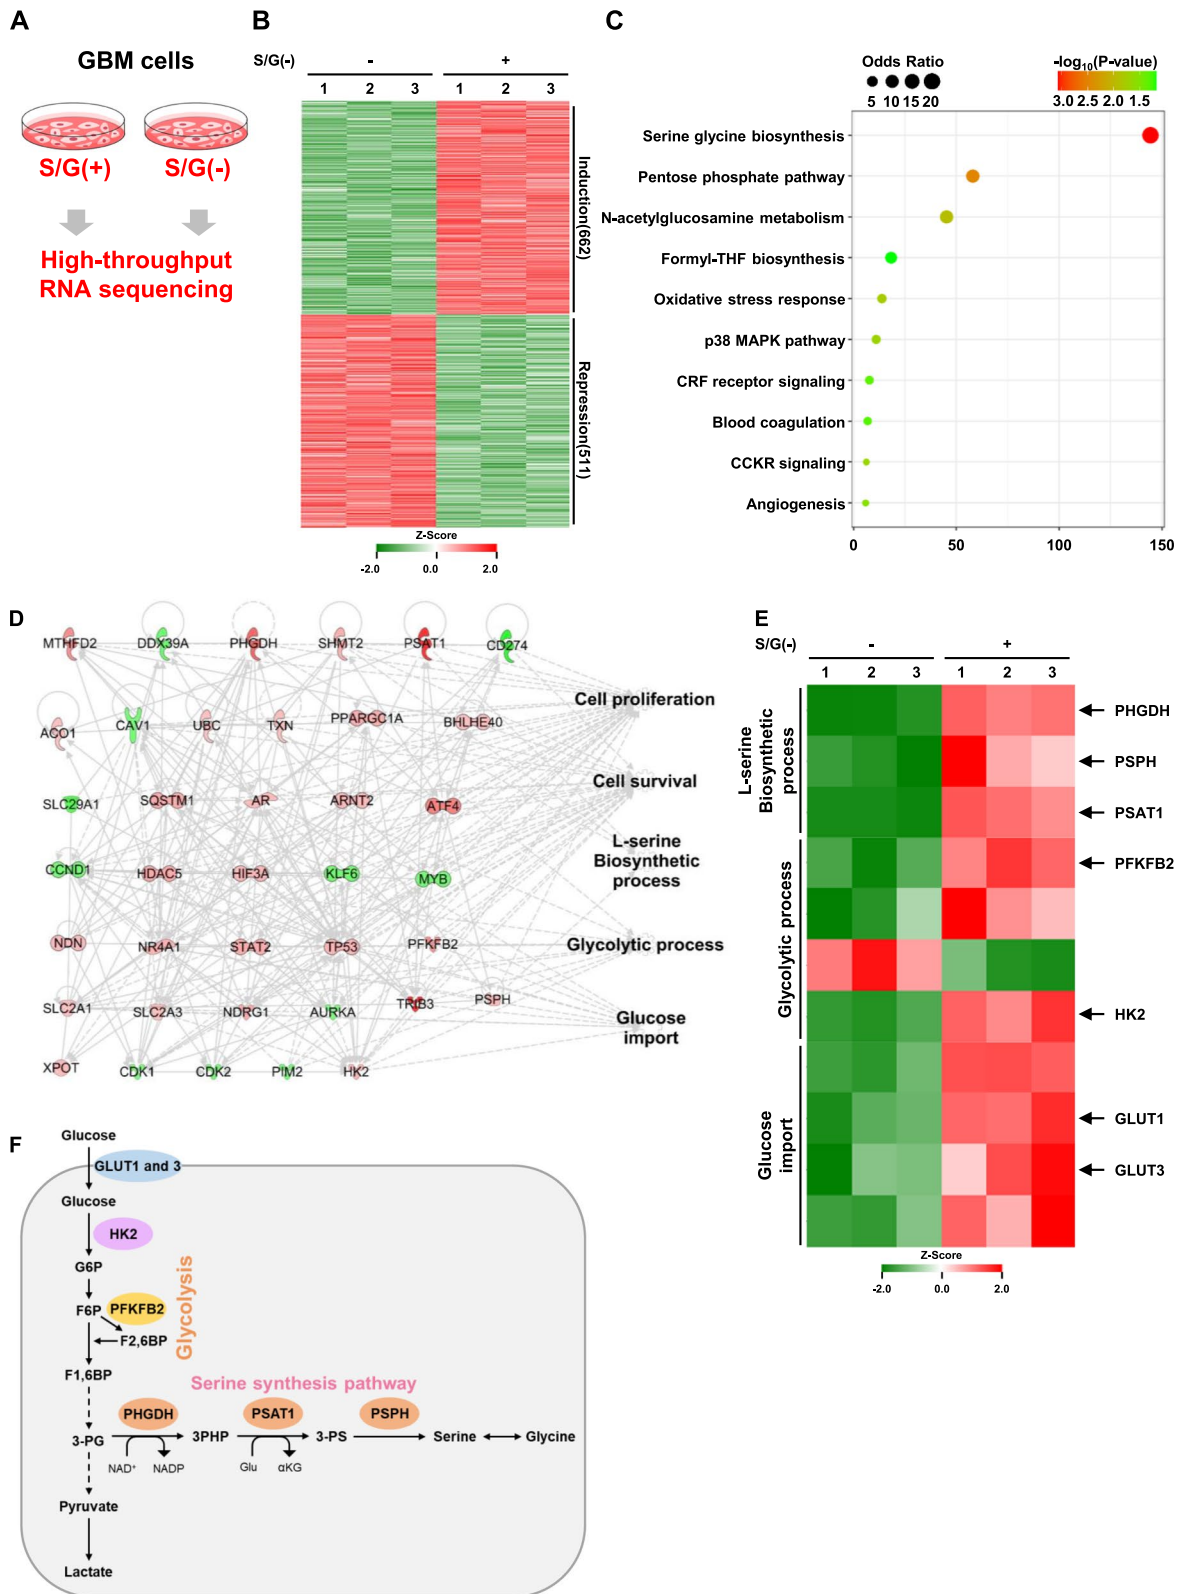 A
GBM cells
S/G(+) S/G(-)
High-throughput
RNA sequencing
B
S/G(-) - +
1 2 3 1 2 3
Induction(662)
Repression(511)
Z-Score
-2.0 0.0 2.0
C
Odds Ratio
5 10 15 20
-log10(P-value)
3.0 2.5 2.0 1.5
Serine glycine biosynthesis
Pentose phosphate pathway
N-acetylglucosamine metabolism
Formyl-THF biosynthesis
Oxidative stress response
p38 MAPK pathway
CRF receptor signaling
Blood coagulation
CCKR signaling
Angiogenesis
0 50 100 150
D
MTHFD2 DDX39A PHGDH SHMT2 PSAT1 CD274
ACO1 CAV1 UBC TXN PPARGC1A BHLHE40
SLC29A1 SQSTM1 AR ARNT2 ATF4
CCND1 HDAC5 HIF3A KLF6 MYB
NDN NR4A1 STAT2 TP53 PFKFB2
SLC2A1 SLC2A3 NDRG1 AURKA TRIB3 PSPH
XPOT CDK1 CDK2 PIM2 HK2
Cell proliferation
Cell survival
L-serine
Biosynthetic
process
Glycolytic process
Glucose
import
E
S/G(-) - +
1 2 3 1 2 3
L-serine
Biosynthetic
process
Glycolytic process
Glucose
import
PHGDH
PSPH
PSAT1
PFKFB2
HK2
GLUT1
GLUT3
Z-Score
-2.0 0.0 2.0
F
Glucose
GLUT1 and 3
Glucose
HK2
G6P
F6P PFKFB2
F2,6BP
F1,6BP
Glycolysis
Serine synthesis pathway
PHGDH PSAT1 PSPH
3-PG 3PHP 3-PS Serine Glycine
NAD+ NADP Glu αKG
Pyruvate
Lactate